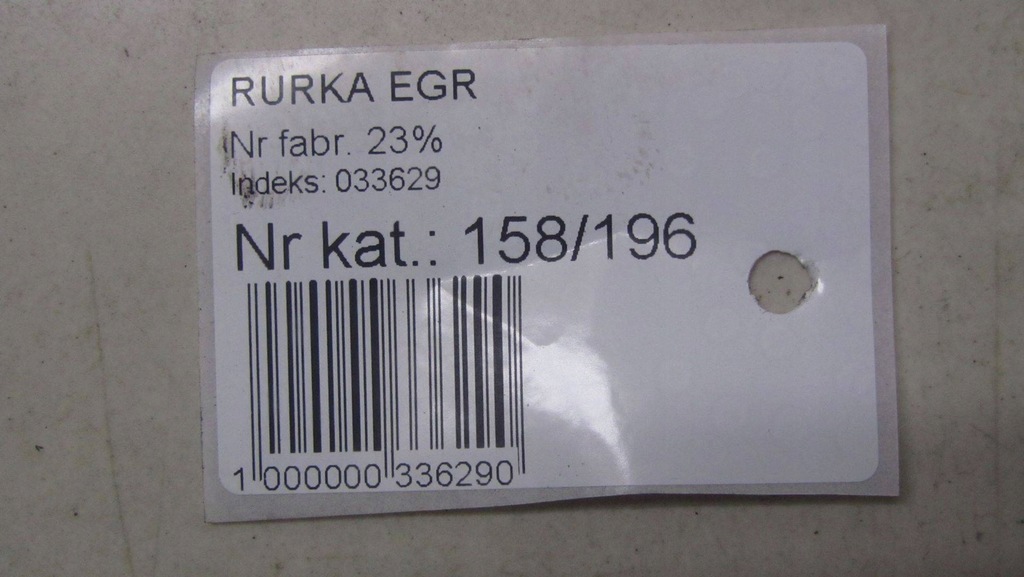 RURKA EGR
Nr fabr. 23%
Indeks: 033629
Nr kat.: 158/196
1 000000 336290